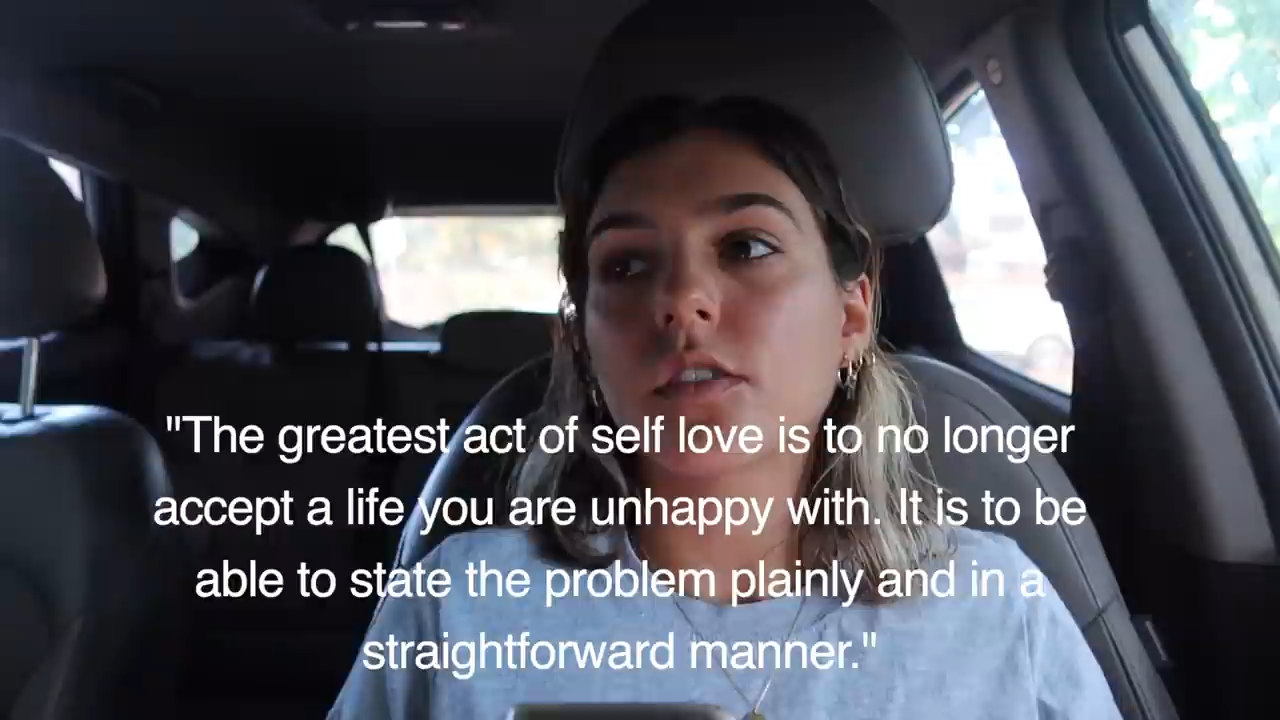 "The greatest act of self love is to no longer
accept a life you are unhappy with. It is to be
able to state the problem plainly and in a
straightforward manner."